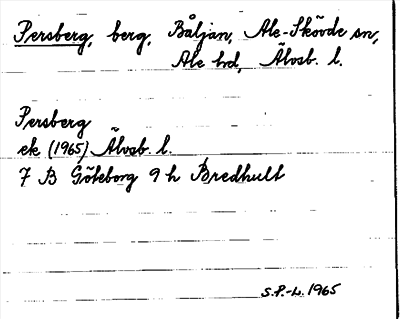 Persberg, berg, Båljan, Ale-Skövde sn,
Ale hd, Älvsb. l.
Persberg
ek (1965) Älvsb. l.
7 B Göteborg 9 h Bredhult
S.P.-L. 1965